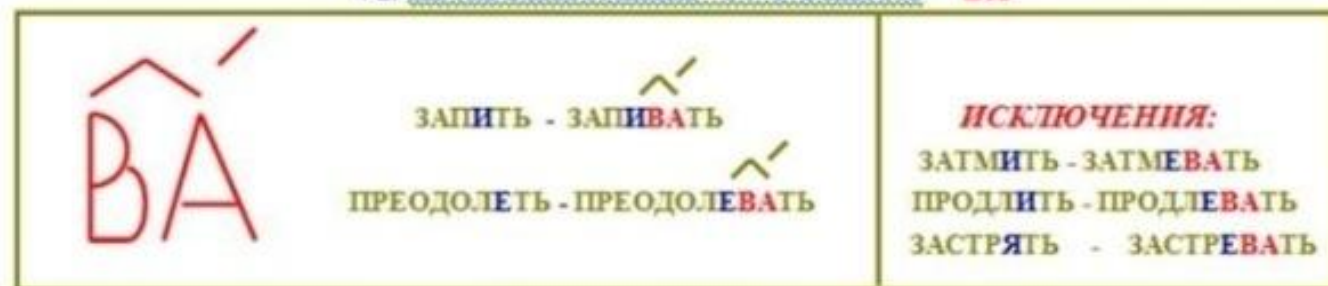 ВА
ЗАПИТЬ - ЗАПИВАТЬ
ПРЕОДОЛЕТЬ - ПРЕОДОЛЕВАТЬ
ИСКЛЮЧЕНИЯ:
ЗАТМИТЬ - ЗАТМЕВАТЬ
ПРОДЛИТЬ - ПРОДЛЕВАТЬ
ЗАСТРЯТЬ - ЗАСТРЕВАТЬ